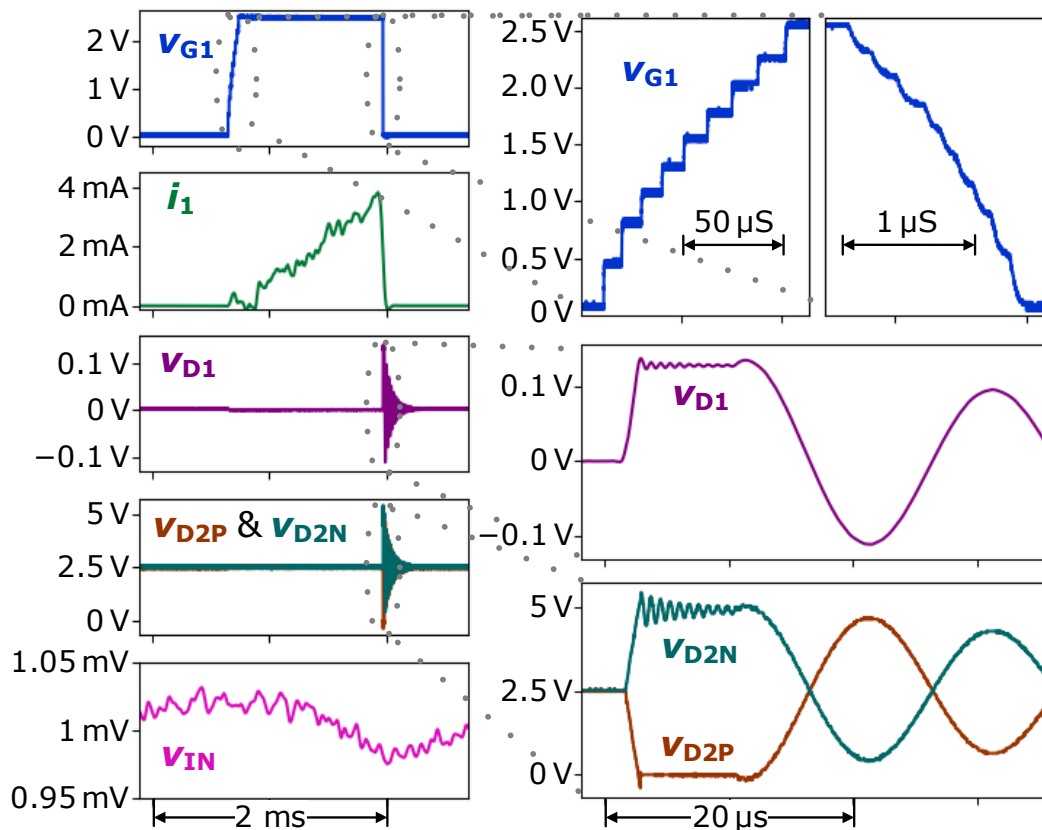 2 V
1 V
0 V
v_G1
4 mA
2 mA
0 mA
i_1
0.1 V
0 V
−0.1 V
v_D1
5 V
2.5 V
0 V
v_D2P & v_D2N
1.05 mV
1 mV
0.95 mV
v_IN
2 ms
2.5 V
2.0 V
1.5 V
1.0 V
0.5 V
0 V
v_G1
50 μS
1 μS
0.1 V
0 V
−0.1 V
v_D1
5 V
2.5 V
0 V
v_D2N
v_D2P
20 μs